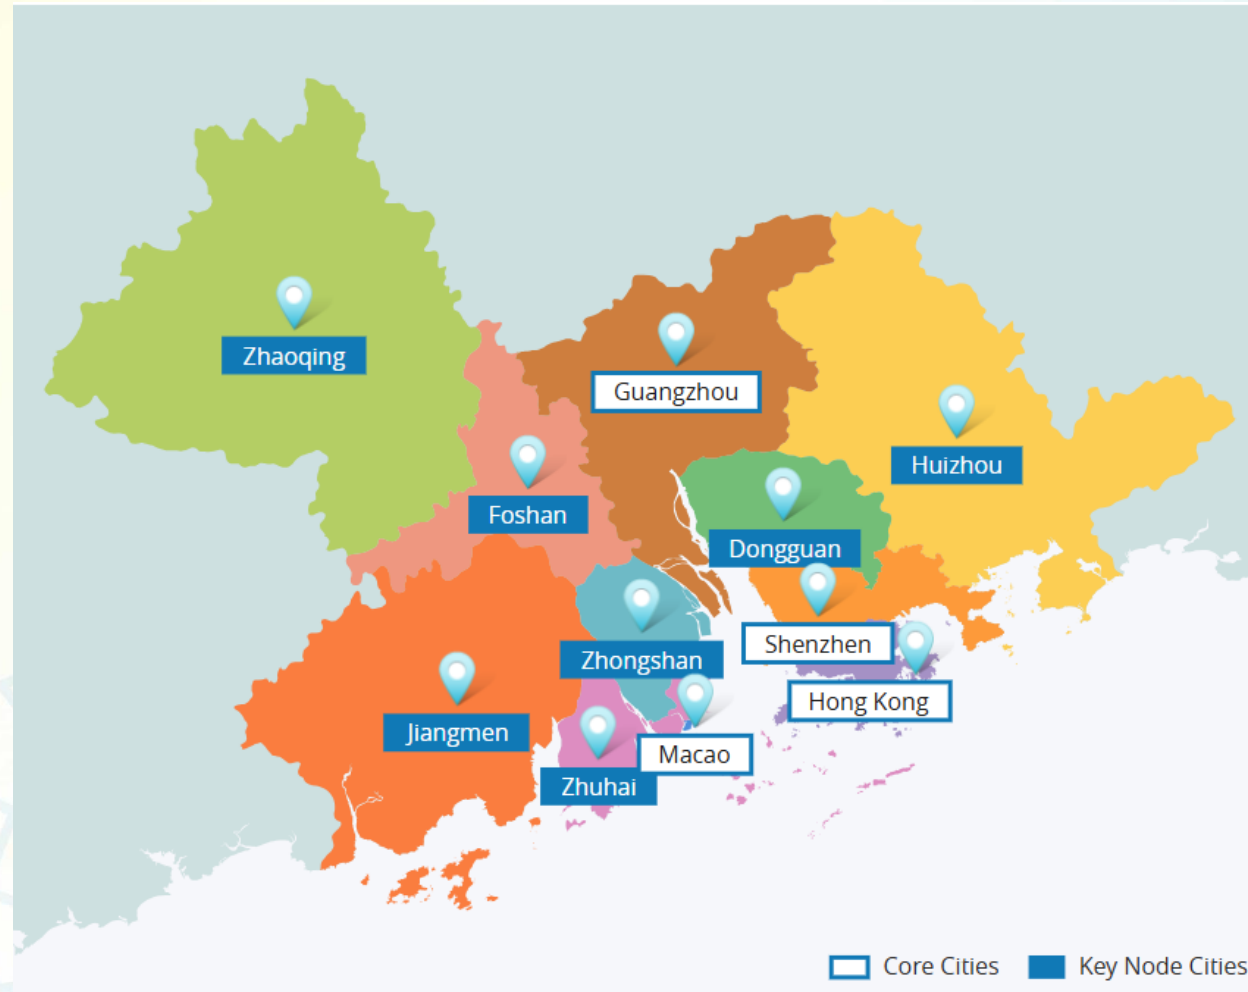 Zhaoqing
Guangzhou
Huizhou
Foshan
Dongguan
Shenzhen
Zhongshan
Hong Kong
Jiangmen
Macao
Zhuhai
Core Cities
Key Node Cities